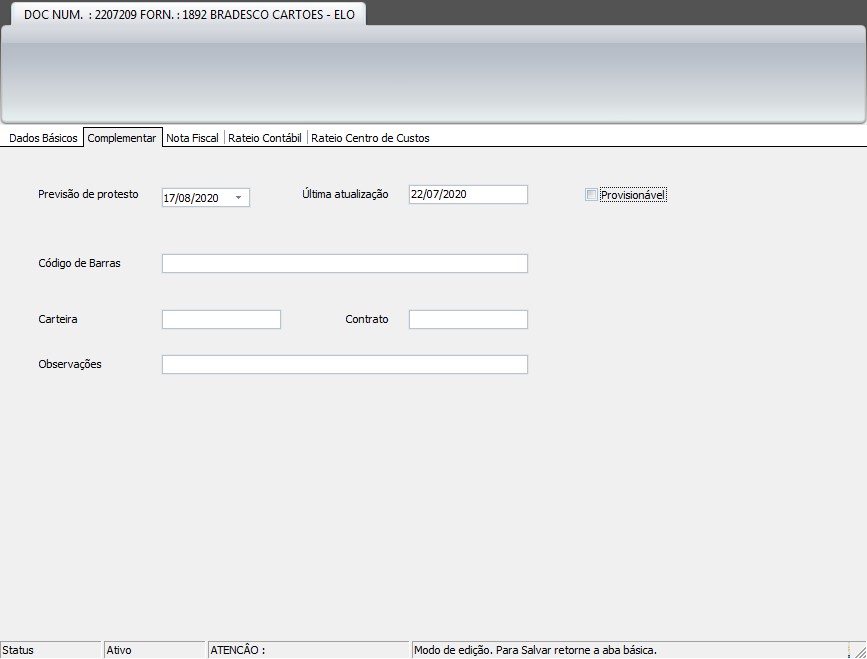 DOC NUM. : 2207209 FORN. : 1892 BRADESCO CARTOES - ELO
Dados Básicos Complementar Nota Fiscal Rateio Contábil Rateio Centro de Custos
Previsão de protesto 17/08/2020 Última atualização 22/07/2020 Provisionável
Código de Barras
Carteira Contrato
Observações
Status Ativo ATENCÂO : Modo de edição. Para Salvar retorne a aba básica.